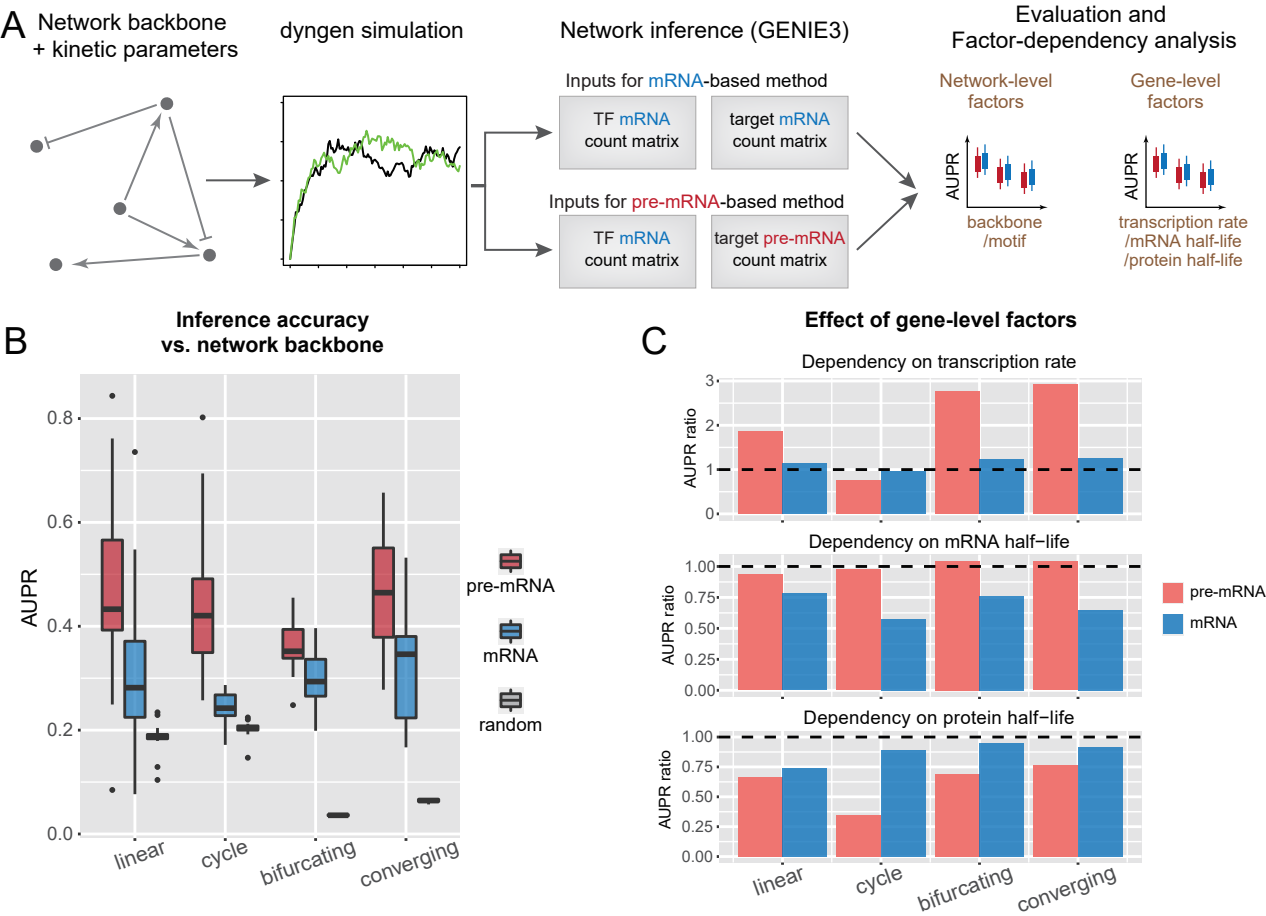 A
Network backbone
+ kinetic parameters
dyngen simulation
Network inference (GENIE3)
Inputs for mRNA-based method
TF mRNA
count matrix
target mRNA
count matrix
Inputs for pre-mRNA-based method
TF mRNA
count matrix
target pre-mRNA
count matrix
Evaluation and
Factor-dependency analysis
Network-level
factors
AUPR
backbone
/motif
Gene-level
factors
AUPR
transcription rate
/mRNA half-life
/protein half-life
B
Inference accuracy
vs. network backbone
AUPR
0.8
0.6
0.4
0.2
0.0
linear
cycle
bifurcating
converging
pre-mRNA
mRNA
random
C
Effect of gene-level factors
Dependency on transcription rate
AUPR ratio
3
2
1
0
Dependency on mRNA half−life
AUPR ratio
1.00
0.75
0.50
0.25
0.00
Dependency on protein half−life
AUPR ratio
1.00
0.75
0.50
0.25
0.00
linear
cycle
bifurcating
converging
pre-mRNA
mRNA